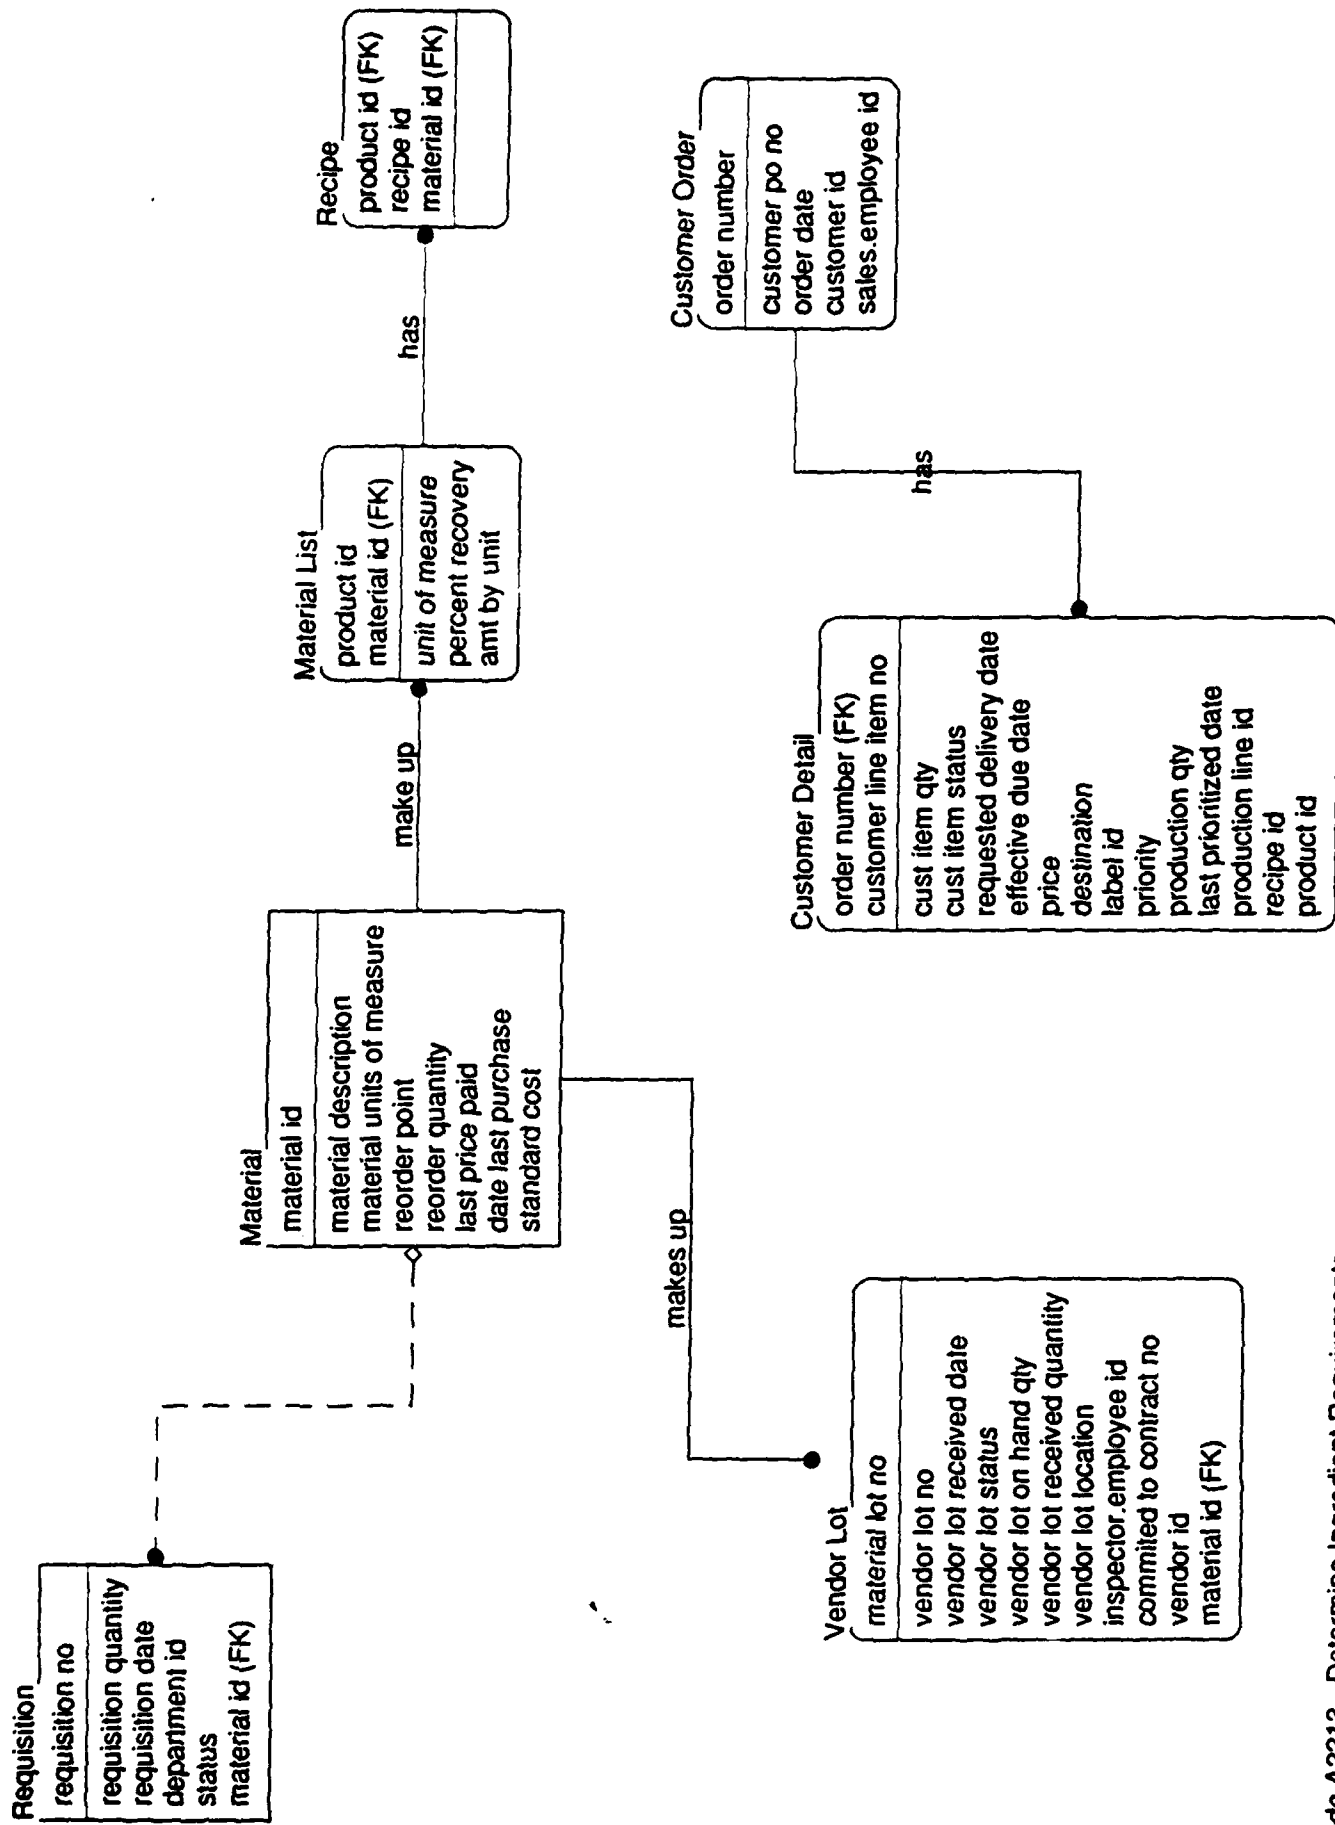 Requisition
requisition no
requisition quantity
requisition date
department id
status
material id (FK)
Material
material id
material description
material units of measure
reorder point
reorder quantity
last price paid
date last purchase
standard cost
make up
Material List
product id
material id (FK)
unit of measure
percent recovery
amt by unit
has
Recipe
product id (FK)
recipe id
material id (FK)
makes up
Vendor Lot
material lot no
vendor lot no
vendor lot received date
vendor lot status
vendor lot on hand qty
vendor lot received quantity
vendor lot location
inspector.employee id
commited to contract no
vendor id
material id (FK)
Customer Detail
order number (FK)
customer line item no
cust item qty
cust item status
requested delivery date
effective due date
price
destination
label id
priority
production qty
last prioritized date
production line id
recipe id
product id
has
Customer Order
order number
customer po no
order date
customer id
sales.employee id
A2213 Determine Ingredient Requirements